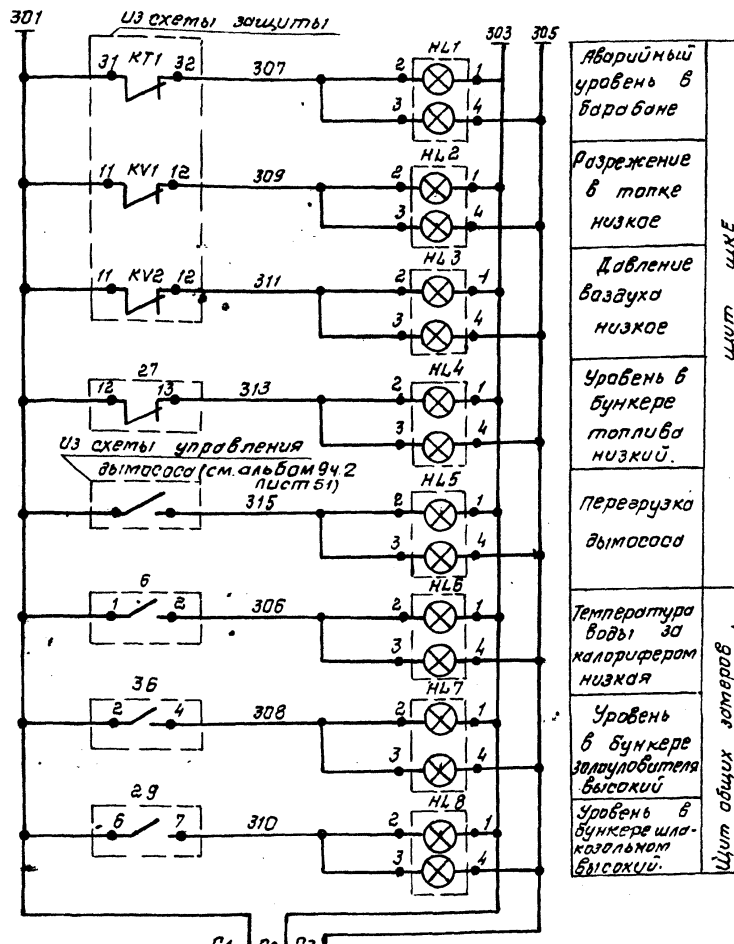 301
Из схемы защиты
303 305
31 КТ1 32 307 2 HL1 1
3 4
Аварийный
уровень в
барабане
11 KV1 12 309 2 HL2 1
3 4
Разрежение
в топке
низкое
11 KV2 12 311 2 HL3 1
3 4
Давление
воздуха
низкое
27
12 13 313 2 HL4 1
3 4
Уровень в
бункере
топлива
низкий.
Из схемы управления
дымососа (см. альбом 9ч.2
лист 51)
315 2 HL5 1
3 4
Перегрузка
дымососа
Щит ЩКЕ
6
1 2 306 2 HL6 1
3 4
Температура
воды за
калорифером
низкая
36
2 4 308 2 HL7 1
3 4
Уровень
в бункере
золоуловителя
высокий
29
6 7 310 2 HL8 1
3 4
Уровень в
бункере шла-
козольном
высокий.
Щит общих замеров